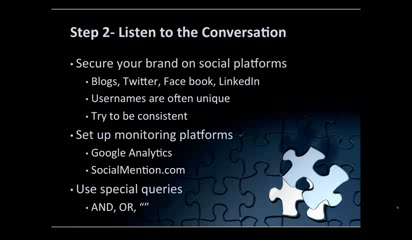 Step 2- Listen to the Conversation
• Secure your brand on social platforms
• Blogs, Twitter, Face book, LinkedIn
• Usernames are often unique
• Try to be consistent
• Set up monitoring platforms
• Google Analytics
• SocialMention.com
• Use special queries
• AND, OR, “”